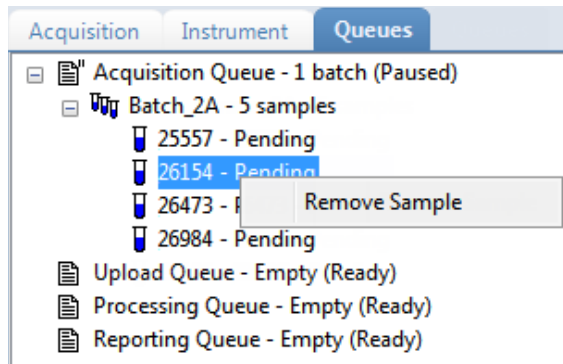 Acquisition Instrument Queues
Acquisition Queue - 1 batch (Paused)
Batch_2A - 5 samples
25557 - Pending
26154 - Pending
26473 -
Remove Sample
26984 - Pending
Upload Queue - Empty (Ready)
Processing Queue - Empty (Ready)
Reporting Queue - Empty (Ready)